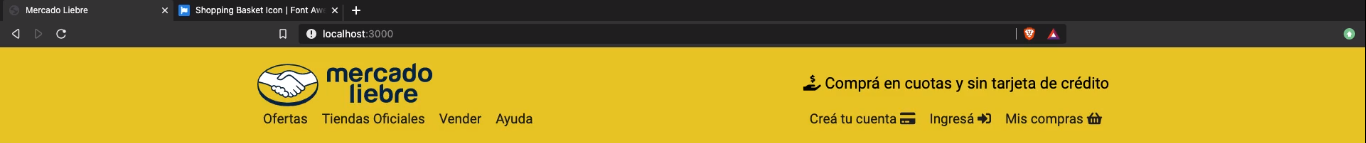 Mercado Liebre
Shopping Basket Icon | Font Aw
localhost:3000
mercado
liebre
Comprá en cuotas y sin tarjeta de crédito
Ofertas Tiendas Oficiales Vender Ayuda
Creá tu cuenta Ingresá Mis compras